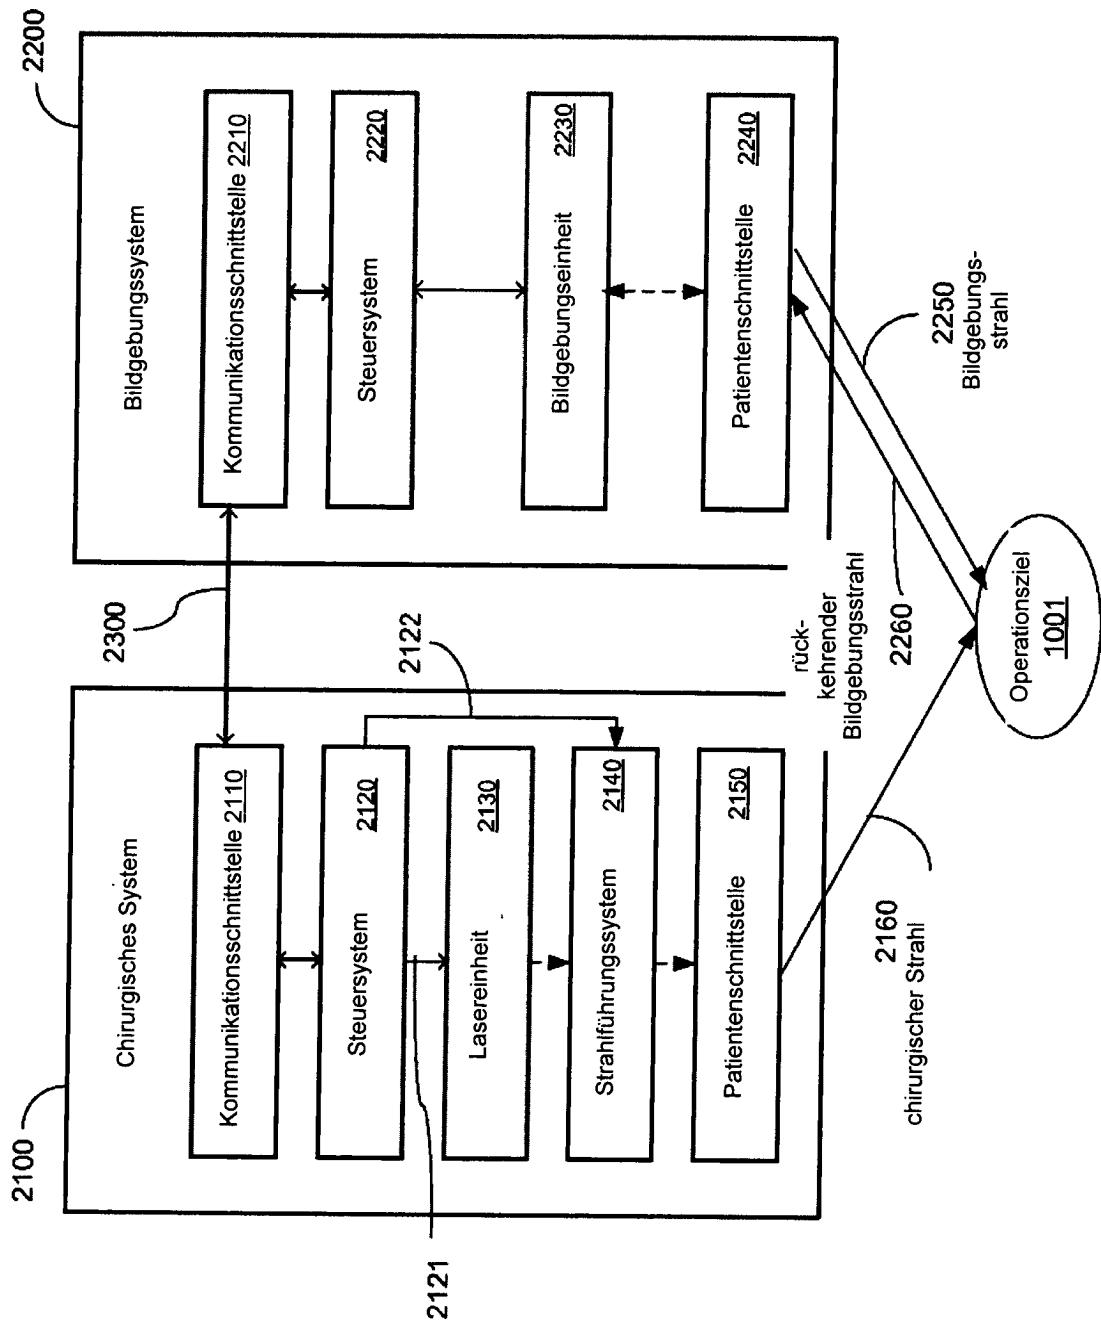 2100
Chirurgisches System
Kommunikationsschnittstelle 2110
Steuersystem 2120
2121
2122
Lasereinheit 2130
Strahlführungssystem 2140
Patientenschnittstelle 2150
2160
chirurgischer Strahl
2300
2200
Bildgebungssystem
Kommunikationsschnittstelle 2210
Steuersystem 2220
Bildgebungseinheit 2230
Patientenschnittstelle 2240
rück-
kehrender
Bildgebungsstrahl
2260
2250
Bildgebungs-
strahl
Operationsziel
1001